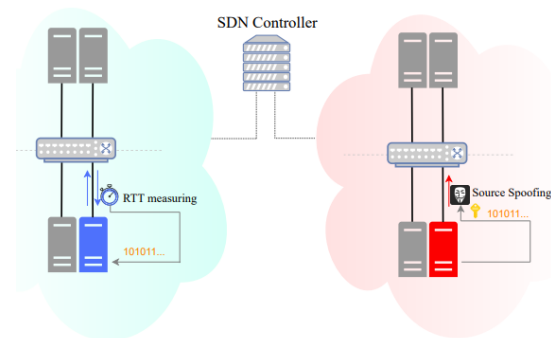 SDN Controller
RTT measuring
101011...
Source Spoofing
101011...